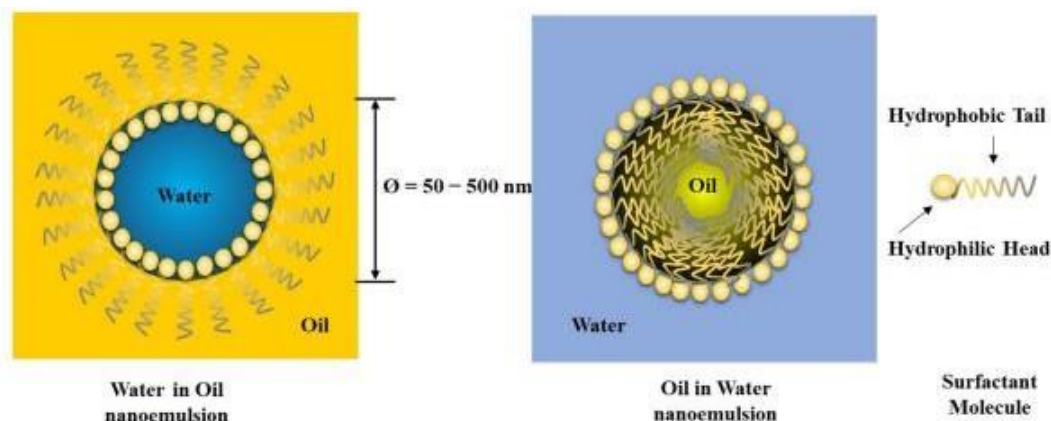 Water
Ø = 50 – 500 nm
Oil
Water in Oil
nanoemulsion
Oil
Water
Oil in Water
nanoemulsion
Hydrophobic Tail
Hydrophilic Head
Surfactant
Molecule